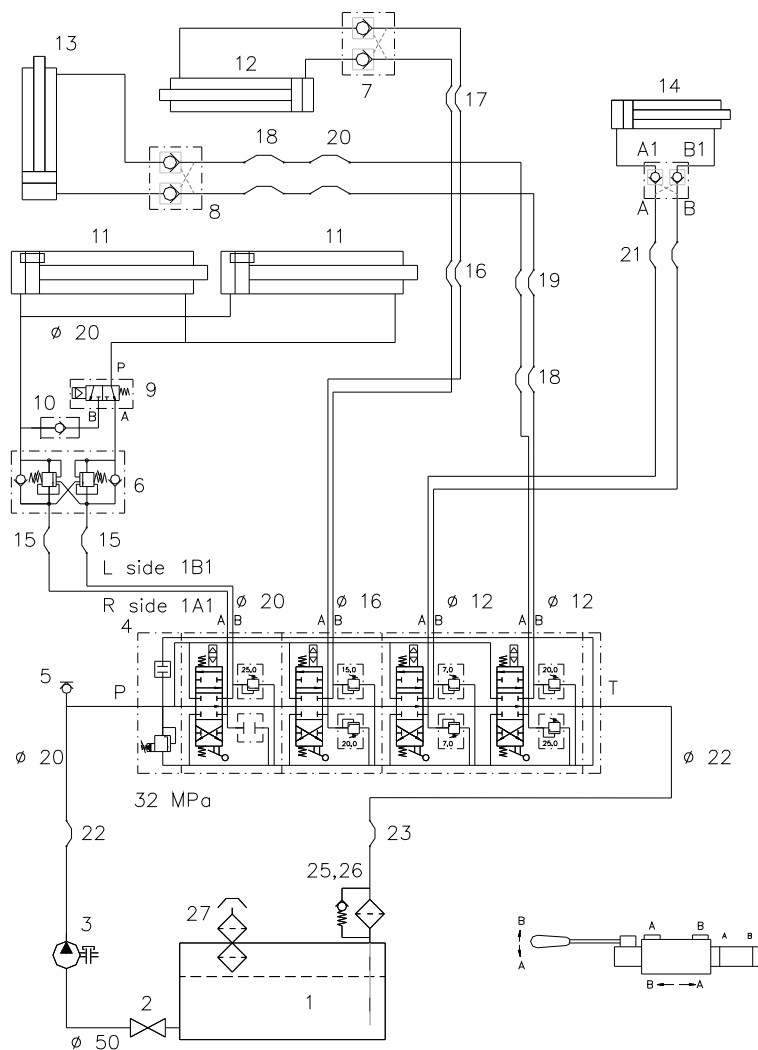 13
12
7
17
14
18
20
8
A1
B1
A
B
11
11
21
16
19
ø 20
18
P
9
10
B
A
6
15
15
L side 1B1
R side 1A1
ø 20
ø 16
ø 12
ø 12
4
A
B
A
B
A
B
A
B
5
P
25,0
15,0
7,0
20,0
T
20,0
7,0
25,0
ø 20
ø 22
32 MPa
22
23
25,26
27
3
B
A
A
B
A
B
B
A
2
1
ø 50